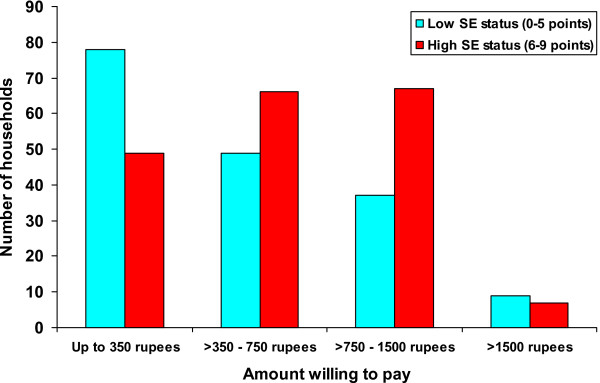 90
80
70
60
50
40
30
20
10
0
Number of households
Low SE status (0-5 points)
High SE status (6-9 points)
Up to 350 rupees
>350 - 750 rupees
>750 - 1500 rupees
>1500 rupees
Amount willing to pay